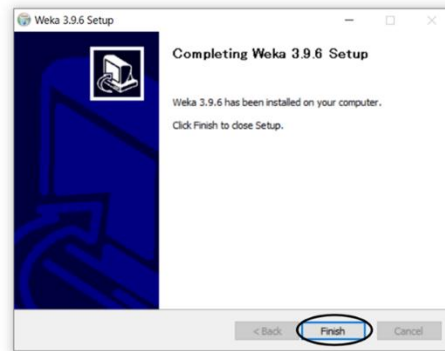 Weka 3.9.6 Setup
Completing Weka 3.9.6 Setup
Weka 3.9.6 has been installed on your computer.
Click Finish to close Setup.
< Back Finish Cancel